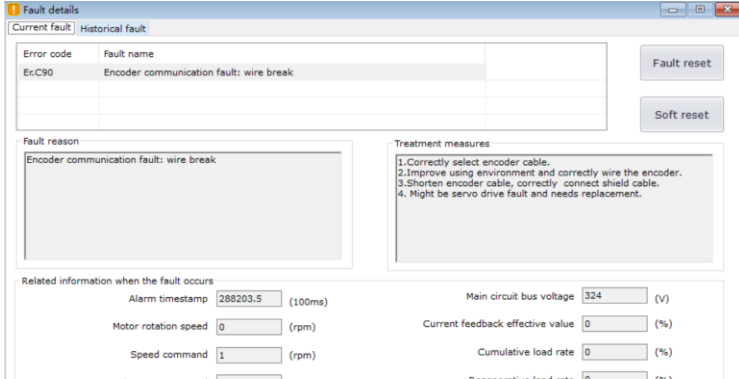 Fault details
Current fault Historical fault
Error code Fault name
Er.C90 Encoder communication fault: wire break
Fault reset
Soft reset
Fault reason
Encoder communication fault: wire break
Treatment measures
1.Correctly select encoder cable.
2.Improve using environment and correctly wire the encoder.
3.Shorten encoder cable, correctly connect shield cable.
4. Might be servo drive fault and needs replacement.
Related information when the fault occurs
Alarm timestamp 288203.5 (100ms) Main circuit bus voltage 324 (V)
Motor rotation speed 0 (rpm) Current feedback effective value 0 (%)
Speed command 1 (rpm) Cumulative load rate 0 (%)